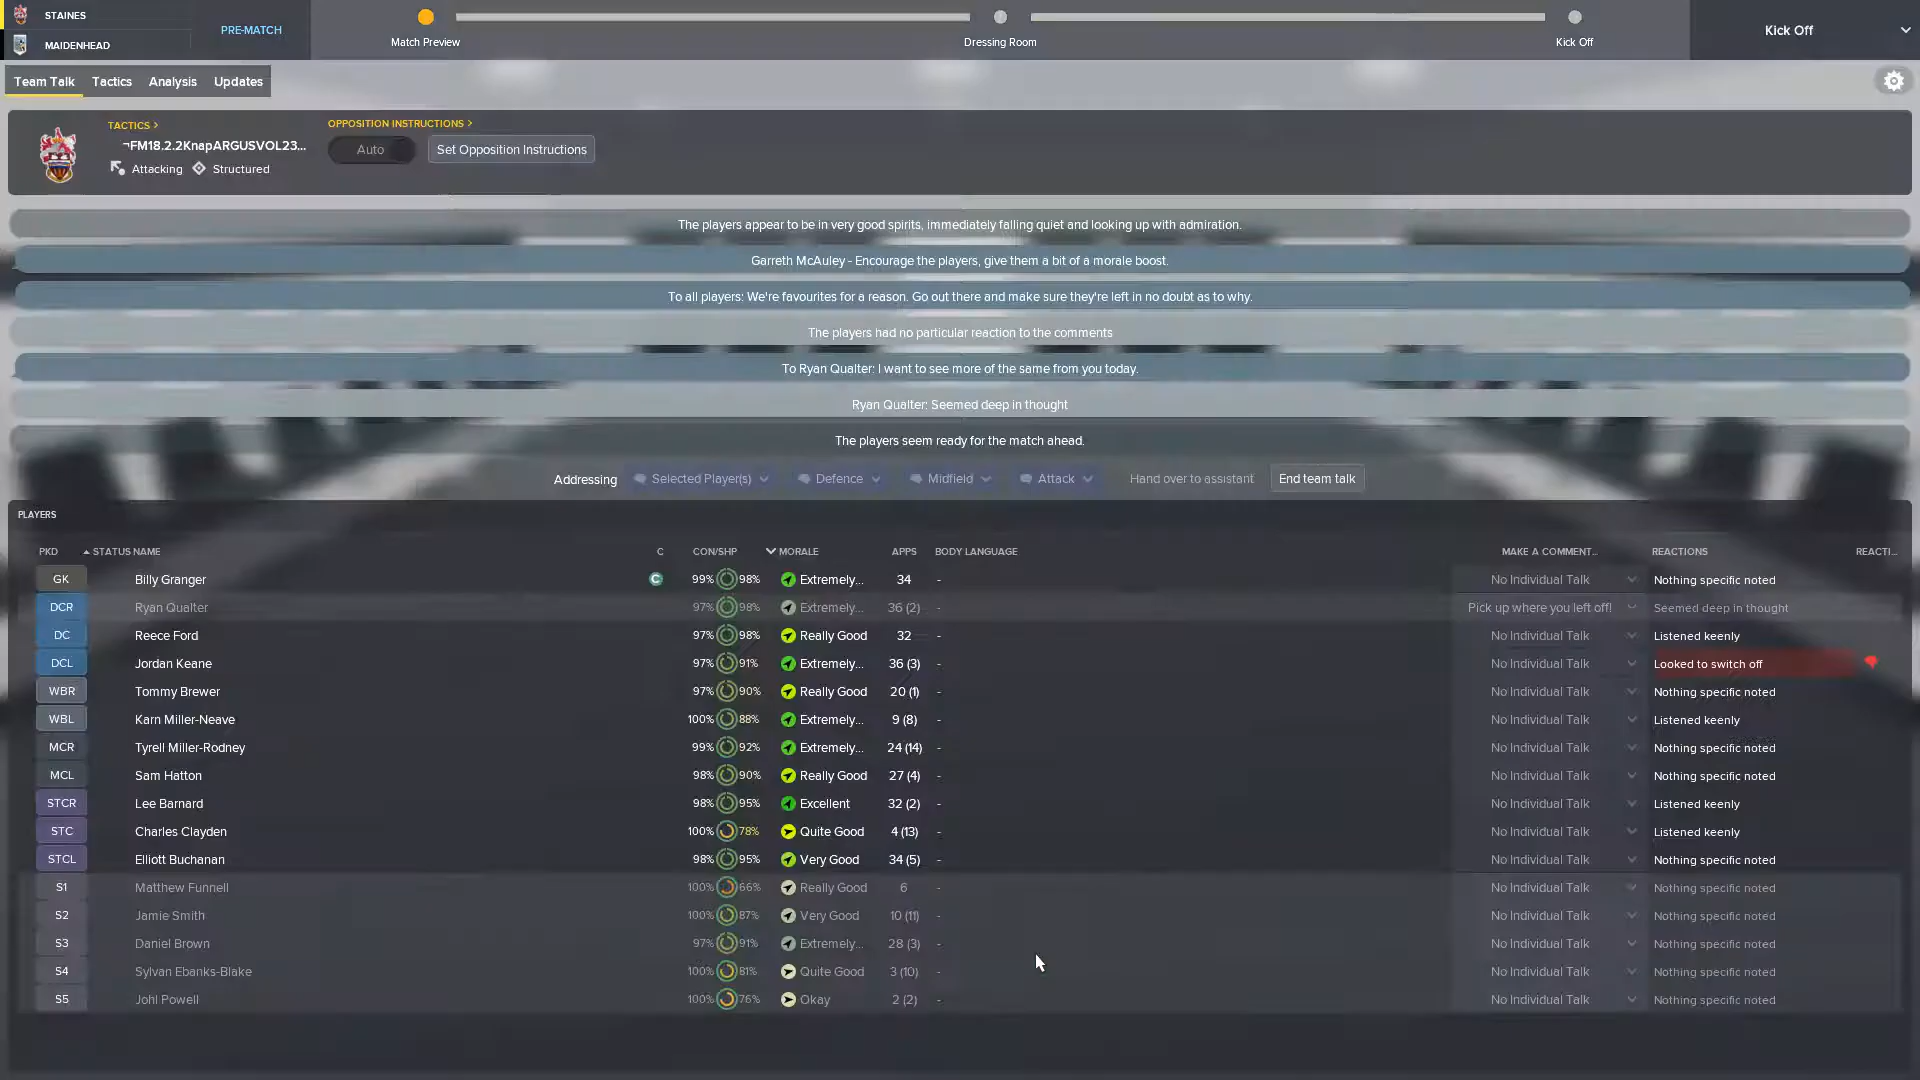 STAINES
MAIDENHEAD
PRE-MATCH
Match Preview
Dressing Room
Kick Off
Kick Off
Team Talk Tactics Analysis Updates
TACTICS >
¬FM18.2.2KnapARGUSVOL23...
Attacking Structured
OPPOSITION INSTRUCTIONS >
Auto Set Opposition Instructions
The players appear to be in very good spirits, immediately falling quiet and looking up with admiration.
Garreth McAuley - Encourage the players, give them a bit of a morale boost.
To all players: We're favourites for a reason. Go out there and make sure they're left in no doubt as to why.
The players had no particular reaction to the comments
To Ryan Qualter: I want to see more of the same from you today.
Ryan Qualter: Seemed deep in thought
The players seem ready for the match ahead.
Addressing Selected Player(s) Defence Midfield Attack Hand over to assistant End team talk
PLAYERS
PKD STATUS NAME C CON/SHP MORALE APPS BODY LANGUAGE MAKE A COMMENT... REACTIONS REACTI...
GK Billy Granger C 99% 98% Extremely... 34 - No Individual Talk Nothing specific noted
DCR Ryan Qualter 97% 98% Extremely... 36 (2) - Pick up where you left off! Seemed deep in thought
DC Reece Ford 97% 98% Really Good 32 - No Individual Talk Listened keenly
DCL Jordan Keane 97% 91% Extremely... 36 (3) - No Individual Talk Looked to switch off
WBR Tommy Brewer 97% 90% Really Good 20 (1) - No Individual Talk Nothing specific noted
WBL Karn Miller-Neave 100% 88% Extremely... 9 (8) - No Individual Talk Listened keenly
MCR Tyrell Miller-Rodney 99% 92% Extremely... 24 (14) - No Individual Talk Nothing specific noted
MCL Sam Hatton 98% 90% Really Good 27 (4) - No Individual Talk Nothing specific noted
STCR Lee Barnard 98% 95% Excellent 32 (2) - No Individual Talk Listened keenly
STC Charles Clayden 100% 78% Quite Good 4 (13) - No Individual Talk Listened keenly
STCL Elliott Buchanan 98% 95% Very Good 34 (5) - No Individual Talk Nothing specific noted
S1 Matthew Funnell 100% 66% Really Good 6 - No Individual Talk Nothing specific noted
S2 Jamie Smith 100% 87% Very Good 10 (11) - No Individual Talk Nothing specific noted
S3 Daniel Brown 97% 91% Extremely... 28 (3) - No Individual Talk Nothing specific noted
S4 Sylvan Ebanks-Blake 100% 81% Quite Good 3 (10) - No Individual Talk Nothing specific noted
S5 Johl Powell 100% 76% Okay 2 (2) - No Individual Talk Nothing specific noted